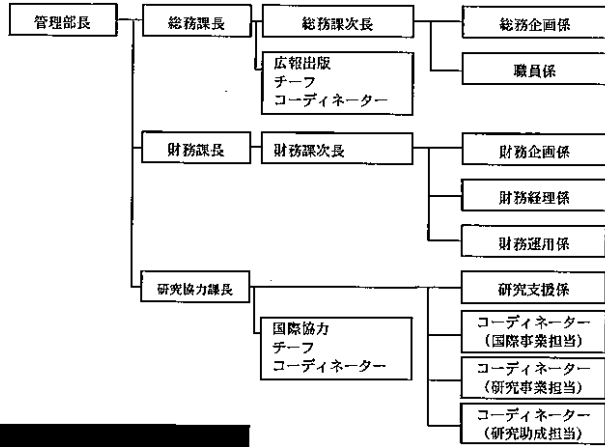 管理部長
総務課長
総務課次長
総務企画係
職員係
広報出版
チーフ
コーディネーター
財務課長
財務課次長
財務企画係
財務経理係
財務運用係
研究協力課長
研究支援係
国際協力
チーフ
コーディネーター
コーディネーター
（国際事業担当）
コーディネーター
（研究事業担当）
コーディネーター
（研究助成担当）